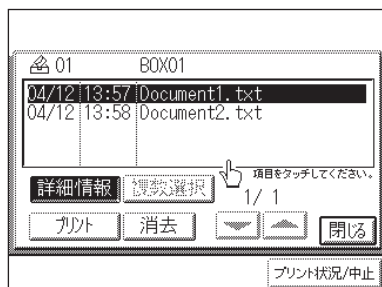 01 BOX01
04/12 13:57 Document1.txt
04/12 13:58 Document2.txt
項目をタッチしてください。
詳細情報 複数選択 1/ 1
プリント 消去 閉じる
プリント状況/中止